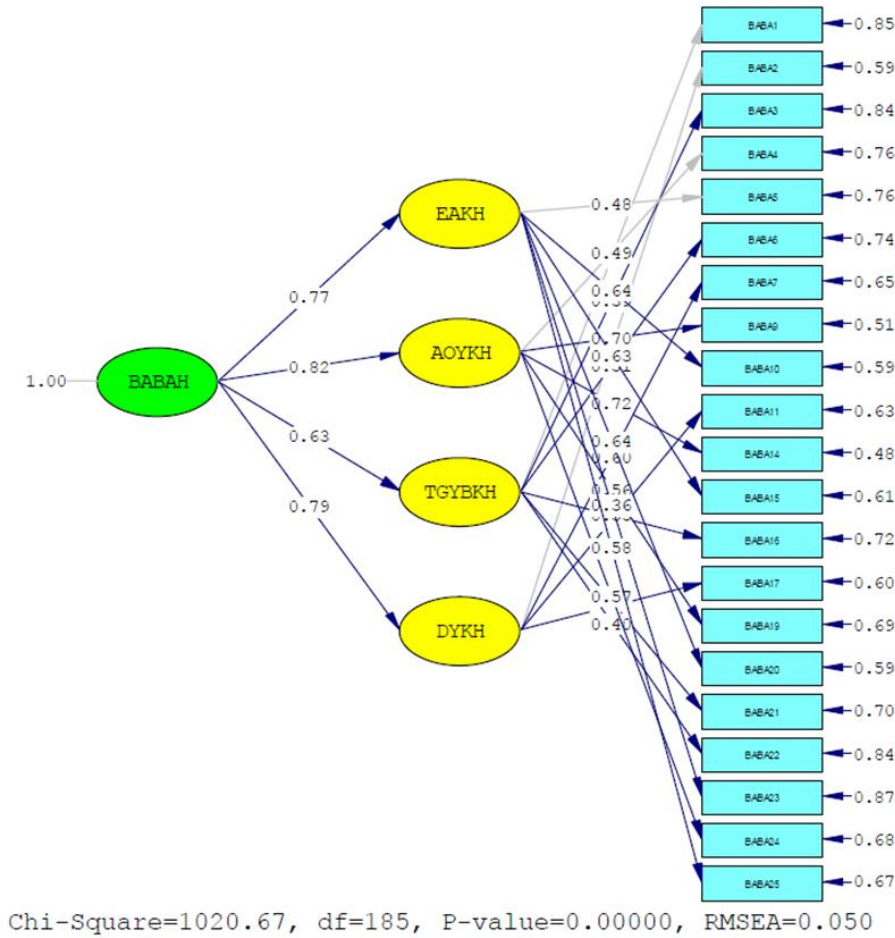 BABA1
0.85
BABA2
0.59
BABA3
0.84
BABA4
0.76
BABA5
0.76
BABA6
0.74
BABA7
0.65
BABA9
0.51
BABA10
0.59
BABA11
0.63
BABA14
0.48
BABA15
0.61
BABA16
0.72
BABA17
0.60
BABA19
0.69
BABA20
0.59
BABA21
0.70
BABA22
0.84
BABA23
0.87
BABA24
0.68
BABA25
0.67
EAKH
AOYKH
TGYBKH
DYKH
1.00
BABAH
0.77
0.82
0.63
0.79
0.48
0.49
0.64
0.70
0.63
0.72
0.64
0.60
0.56
0.36
0.58
0.57
0.40
Chi-Square=1020.67, df=185, P-value=0.00000, RMSEA=0.050